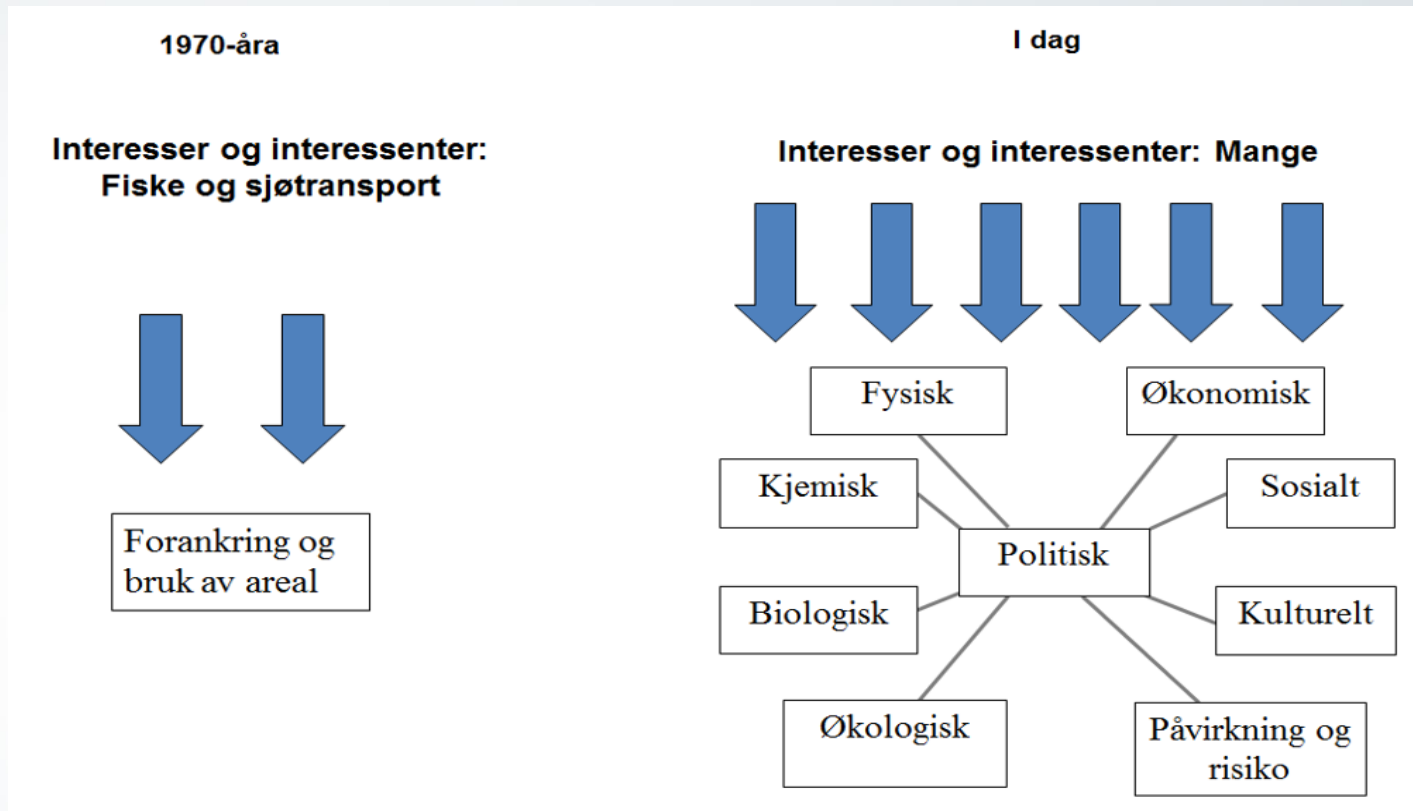 1970-åra
Interesser og interessenter:
Fiske og sjøtransport
Forankring og
bruk av areal
I dag
Interesser og interessenter: Mange
Fysisk
Økonomisk
Kjemisk
Sosialt
Politisk
Biologisk
Kulturelt
Økologisk
Påvirkning og
risiko